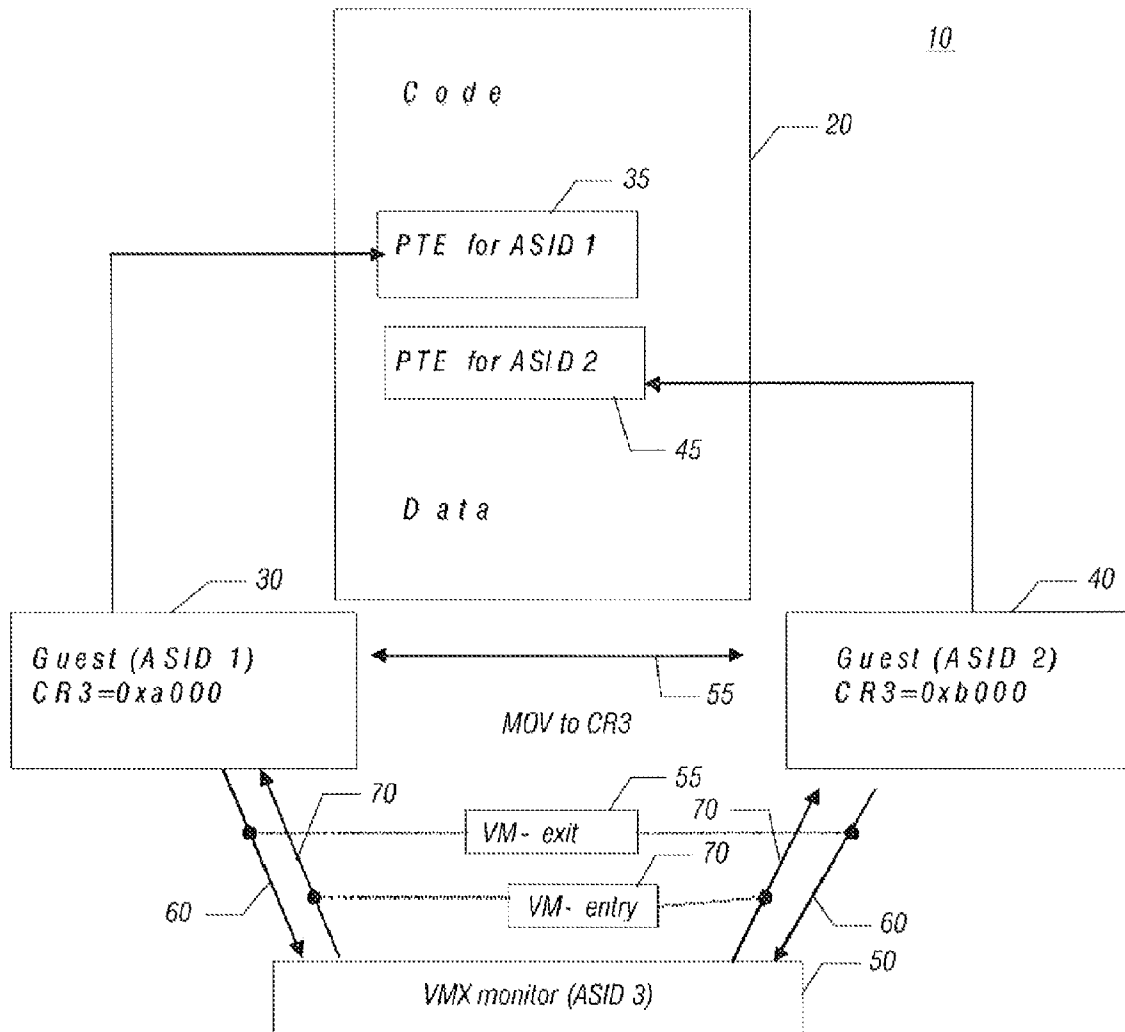 10
Code
20
35
PTE for ASID 1
PTE for ASID 2
45
Data
30
40
Guest (ASID 1)
CR3=0xa000
Guest (ASID 2)
CR3=0xb000
55
MOV to CR3
55
70
70
VM- exit
70
VM- entry
60
60
50
VMX monitor (ASID 3)